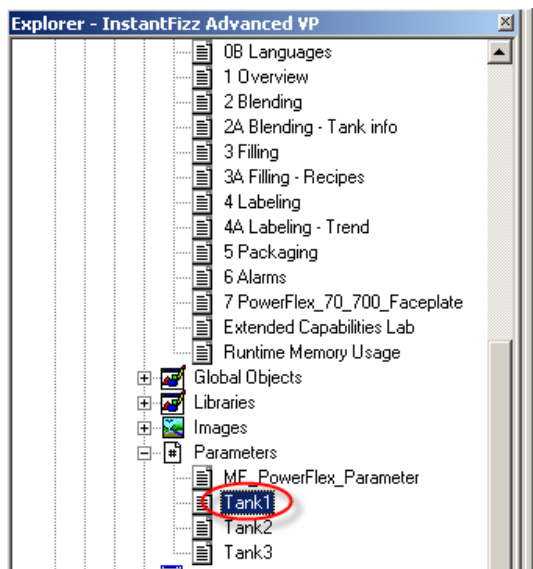 Explorer - InstantFizz Advanced VP
0B Languages
1 Overview
2 Blending
2A Blending - Tank info
3 Filling
3A Filling - Recipes
4 Labeling
4A Labeling - Trend
5 Packaging
6 Alarms
7 PowerFlex_70_700_Faceplate
Extended Capabilities Lab
Runtime Memory Usage
Global Objects
Libraries
Images
Parameters
ME_PowerFlex_Parameter
Tank1
Tank2
Tank3